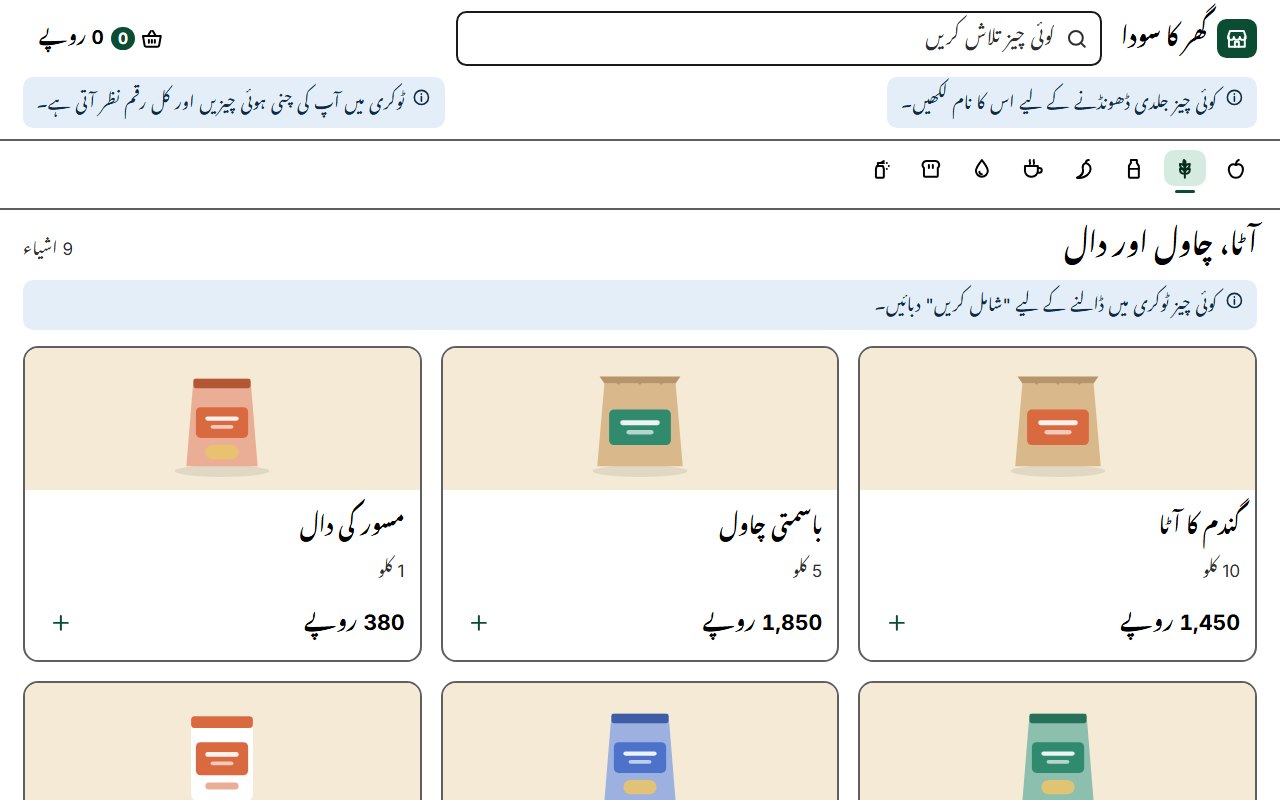 گھر کا سودا
کوئی چیز تلاش کریں
0 0 روپے
کوئی چیز جلدی ڈھونڈنے کے لیے اس کا نام لکھیں۔
ٹوکری میں آپ کی چنی ہوئی چیزیں اور کل رقم نظر آتی ہے۔
آٹا، چاول اور دال
9 اشیاء
کوئی چیز ٹوکری میں ڈالنے کے لیے "شامل کریں" دبائیں۔
گندم کا آٹا
10 کلو
1,450 روپے
باسمتی چاول
5 کلو
1,850 روپے
مسور کی دال
1 کلو
380 روپے